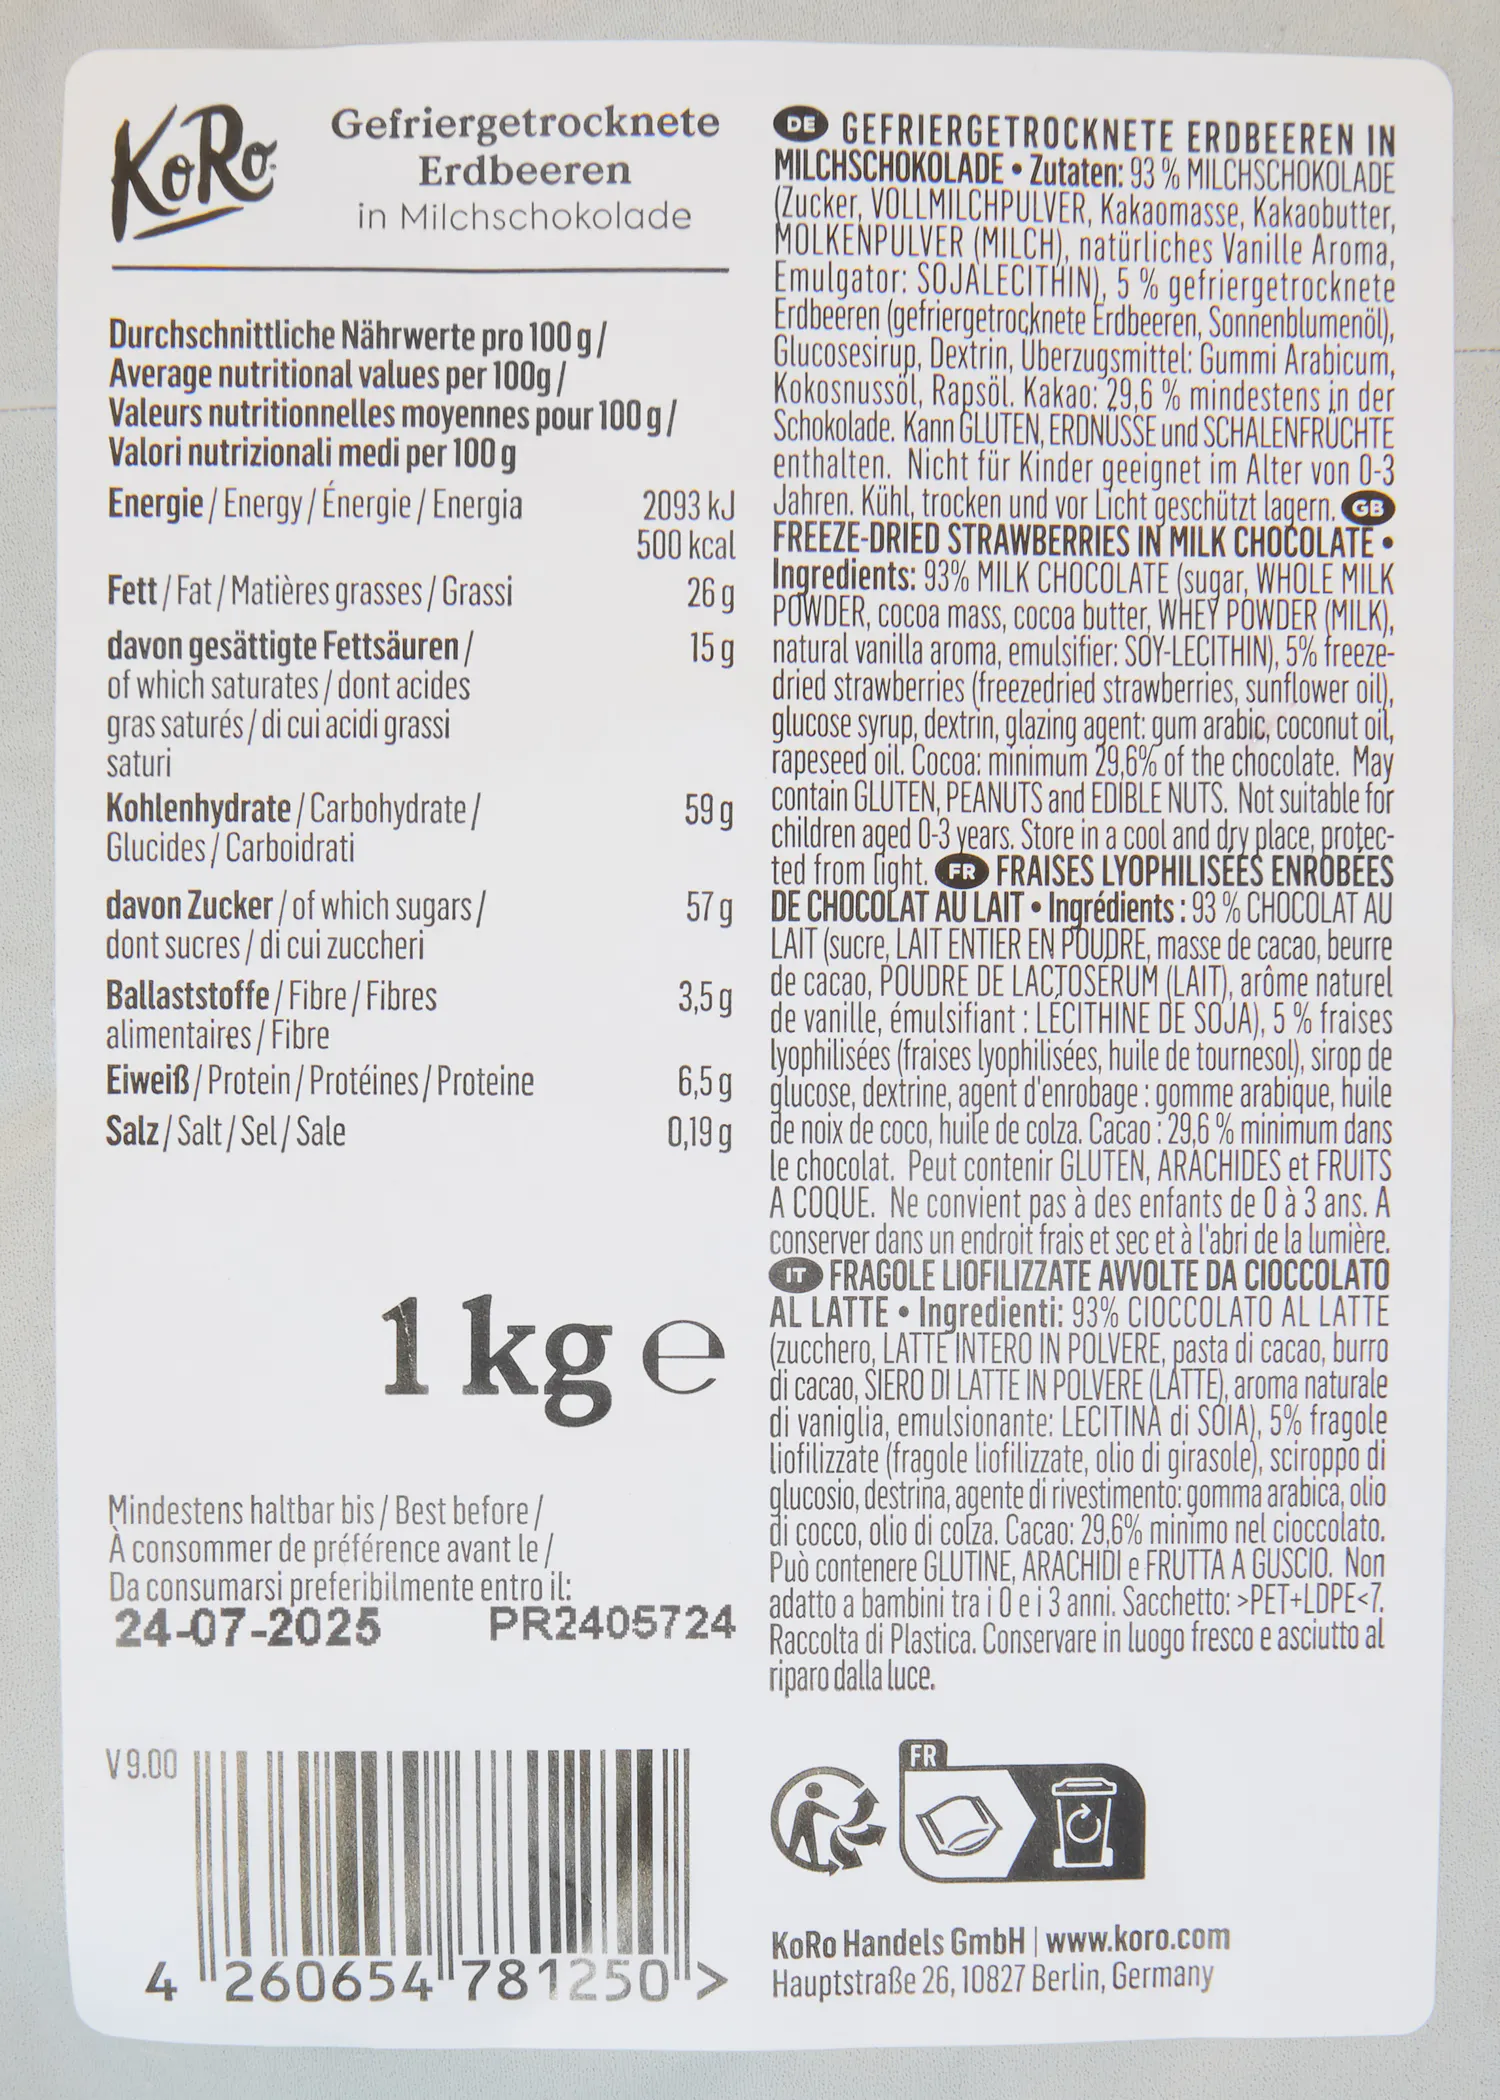 KoRo
Gefriergetrocknete
Erdbeeren
in Milchschokolade
Durchschnittliche Nährwerte pro 100 g /
Average nutritional values per 100g /
Valeurs nutritionnelles moyennes pour 100 g /
Valori nutrizionali medi per 100 g
Energie / Energy / Énergie / Energia 2093 kJ
500 kcal
Fett / Fat / Matières grasses / Grassi 26 g
davon gesättigte Fettsäuren / 15 g
of which saturates / dont acides
gras saturés / di cui acidi grassi
saturi
Kohlenhydrate / Carbohydrate / 59 g
Glucides / Carboidrati
davon Zucker / of which sugars / 57 g
dont sucres / di cui zuccheri
Ballaststoffe / Fibre / Fibres 3,5 g
alimentaires / Fibre
Eiweiß / Protein / Protéines / Proteine 6,5 g
Salz / Salt / Sel / Sale 0,19 g
1 kg e
Mindestens haltbar bis / Best before /
À consommer de préférence avant le /
Da consumarsi preferibilmente entro il:
24-07-2025 PR2405724
V 9.00
4 260654 781250 >
DE GEFRIERGETROCKNETE ERDBEEREN IN
MILCHSCHOKOLADE • Zutaten: 93 % MILCHSCHOKOLADE
(Zucker, VOLLMILCHPULVER, Kakaomasse, Kakaobutter,
MOLKENPULVER (MILCH), natürliches Vanille Aroma,
Emulgator: SOJALECITHIN), 5 % gefriergetrocknete
Erdbeeren (gefriergetrocknete Erdbeeren, Sonnenblumenöl),
Glucosesirup, Dextrin, Überzugsmittel: Gummi Arabicum,
Kokosnussöl, Rapsöl. Kakao: 29,6 % mindestens in der
Schokolade. Kann GLUTEN, ERDNÜSSE und SCHALENFRÜCHTE
enthalten. Nicht für Kinder geeignet im Alter von 0-3
Jahren. Kühl, trocken und vor Licht geschützt lagern. GB
FREEZE-DRIED STRAWBERRIES IN MILK CHOCOLATE •
Ingredients: 93% MILK CHOCOLATE (sugar, WHOLE MILK
POWDER, cocoa mass, cocoa butter, WHEY POWDER (MILK),
natural vanilla aroma, emulsifier: SOY-LECITHIN), 5% freeze-
dried strawberries (freezedried strawberries, sunflower oil),
glucose syrup, dextrin, glazing agent: gum arabic, coconut oil,
rapeseed oil. Cocoa: minimum 29,6% of the chocolate. May
contain GLUTEN, PEANUTS and EDIBLE NUTS. Not suitable for
children aged 0-3 years. Store in a cool and dry place, protec-
ted from light. FR FRAISES LYOPHILISÉES ENROBÉES
DE CHOCOLAT AU LAIT • Ingrédients : 93 % CHOCOLAT AU
LAIT (sucre, LAIT ENTIER EN POUDRE, masse de cacao, beurre
de cacao, POUDRE DE LACTOSÉRUM (LAIT), arôme naturel
de vanille, émulsifiant : LÉCITHINE DE SOJA), 5 % fraises
lyophilisées (fraises lyophilisées, huile de tournesol), sirop de
glucose, dextrine, agent d'enrobage : gomme arabique, huile
de noix de coco, huile de colza. Cacao : 29,6 % minimum dans
le chocolat. Peut contenir GLUTEN, ARACHIDES et FRUITS
A COQUE. Ne convient pas à des enfants de 0 à 3 ans. A
conserver dans un endroit frais et sec et à l'abri de la lumière.
IT FRAGOLE LIOFILIZZATE AVVOLTE DA CIOCCOLATO
AL LATTE • Ingredienti: 93% CIOCCOLATO AL LATTE
(zucchero, LATTE INTERO IN POLVERE, pasta di cacao, burro
di cacao, SIERO DI LATTE IN POLVERE (LATTE), aroma naturale
di vaniglia, emulsionante: LECITINA di SOIA), 5% fragole
liofilizzate (fragole liofilizzate, olio di girasole), sciroppo di
glucosio, destrina, agente di rivestimento: gomma arabica, olio
di cocco, olio di colza. Cacao: 29,6% minimo nel cioccolato.
Può contenere GLUTINE, ARACHIDI e FRUTTA A GUSCIO. Non
adatto a bambini tra i 0 e i 3 anni. Sacchetto: >PET+LDPE<7.
Raccolta di Plastica. Conservare in luogo fresco e asciutto al
riparo dalla luce.
FR
KoRo Handels GmbH | www.koro.com
Hauptstraße 26, 10827 Berlin, Germany